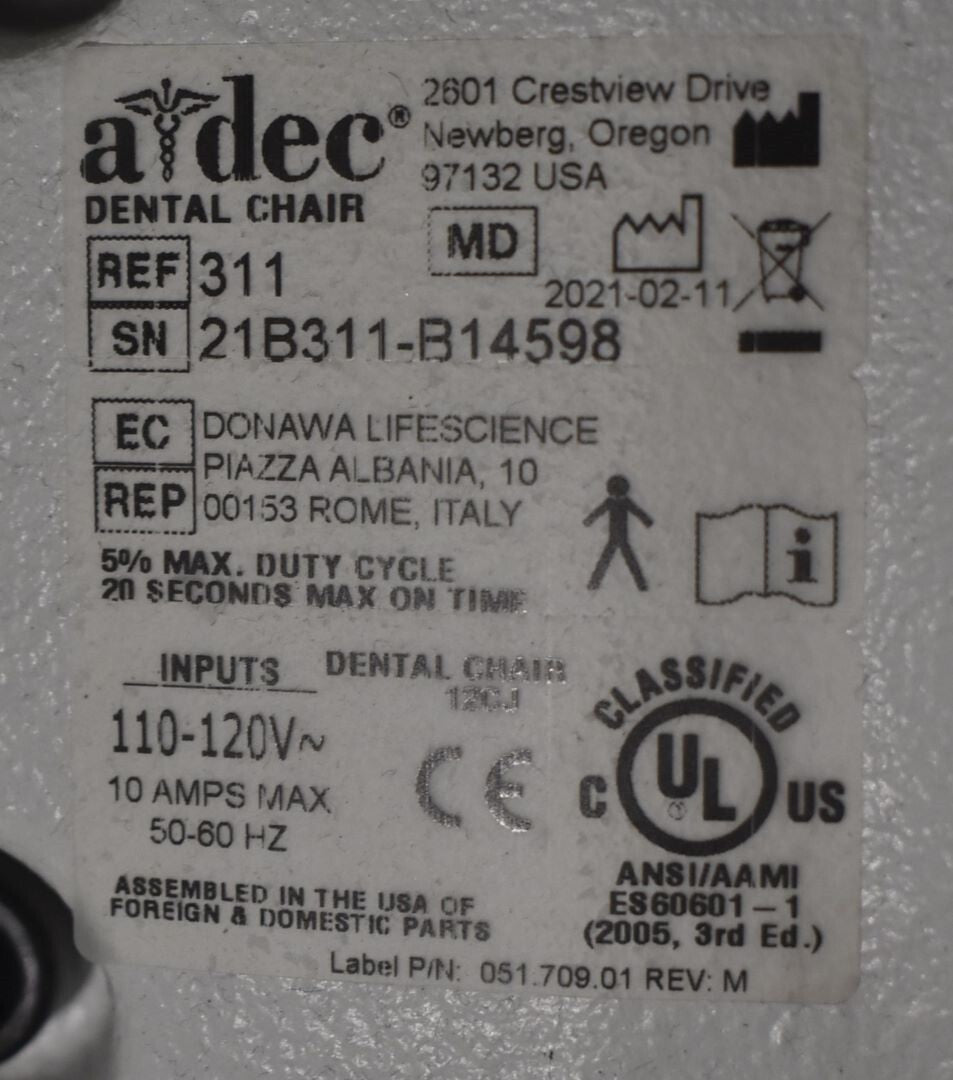 a dec®
2601 Crestview Drive
Newberg, Oregon
97132 USA
DENTAL CHAIR
MD
REF 311
2021-02-11
SN 21B311-B14598
EC REP
DONAWA LIFESCIENCE
PIAZZA ALBANIA, 10
00153 ROME, ITALY
5% MAX. DUTY CYCLE
20 SECONDS MAX ON TIME
i
INPUTS
110-120V~
10 AMPS MAX
50-60 HZ
DENTAL CHAIR
12CJ
CE
CLASSIFIED
C UL US
ANSI/AAMI
ES60601-1
(2005, 3rd Ed.)
ASSEMBLED IN THE USA OF
FOREIGN & DOMESTIC PARTS
Label P/N: 051.709.01 REV: M